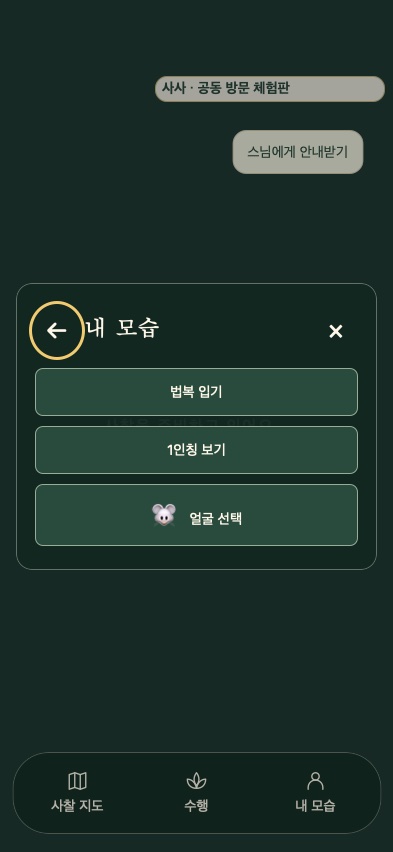 사사 · 공동 방문 체험판
스님에게 안내받기
내 모습
법복 입기
1인칭 보기
얼굴 선택
사찰 지도
수행
내 모습